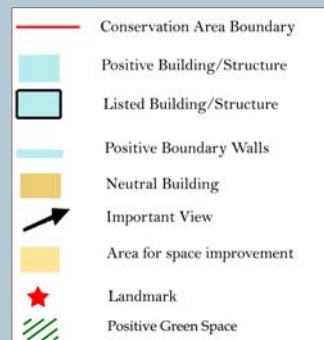 Conservation Area Boundary
Positive Building/Structure
Listed Building/Structure
Positive Boundary Walls
Neutral Building
Important View
Area for space improvement
Landmark
Positive Green Space